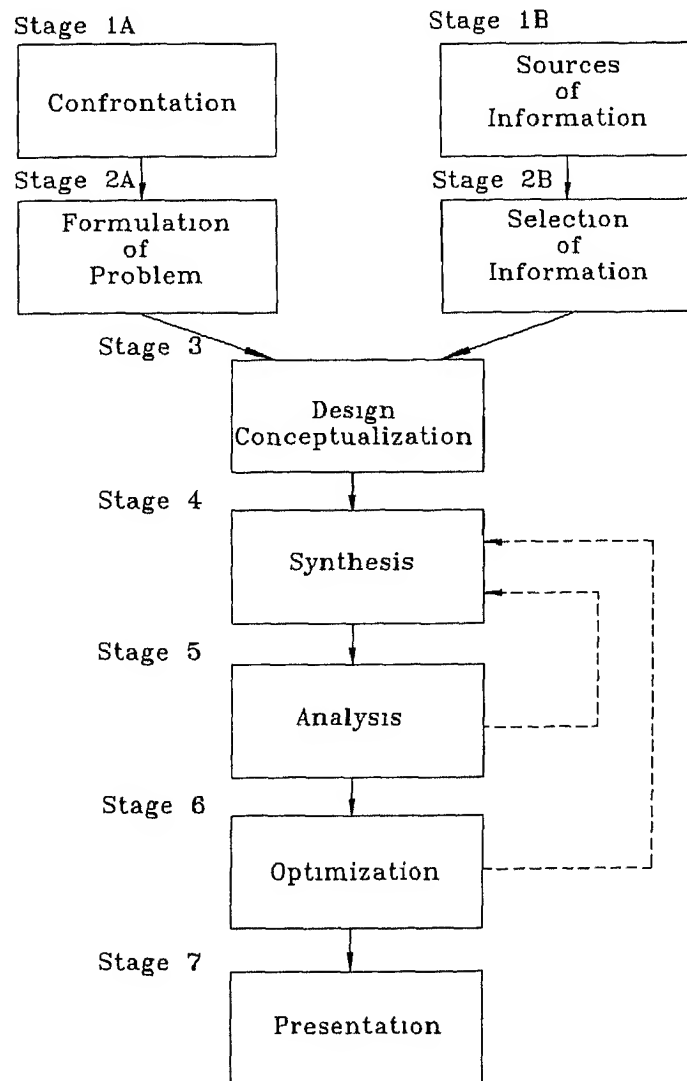 Stage 1A
Confrontation
Stage 1B
Sources
of
Information
Stage 2A
Formulation
of
Problem
Stage 2B
Selection
of
Information
Stage 3
Design
Conceptualization
Stage 4
Synthesis
Stage 5
Analysis
Stage 6
Optimization
Stage 7
Presentation